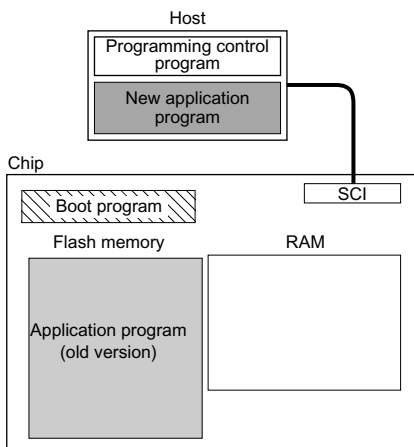 Host
Programming control
program
New application
program
Chip
SCI
Boot program
Flash memory
RAM
Application program
(old version)